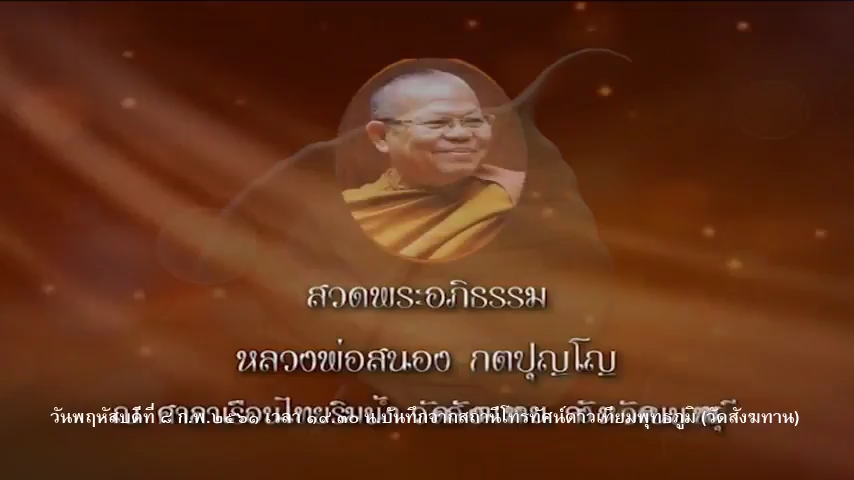 สวดพระอภิธรรม
หลวงพ่อสนอง กตปุญโญ
วันพฤหัสบดีที่ ๘ ก.พ.๒๕๖๑ เวลา ๑๙.๓๐ น.บันทึกจากสถานีโทรทัศน์ดาวเทียมพุทธภูมิ (วัดสังฆทาน)